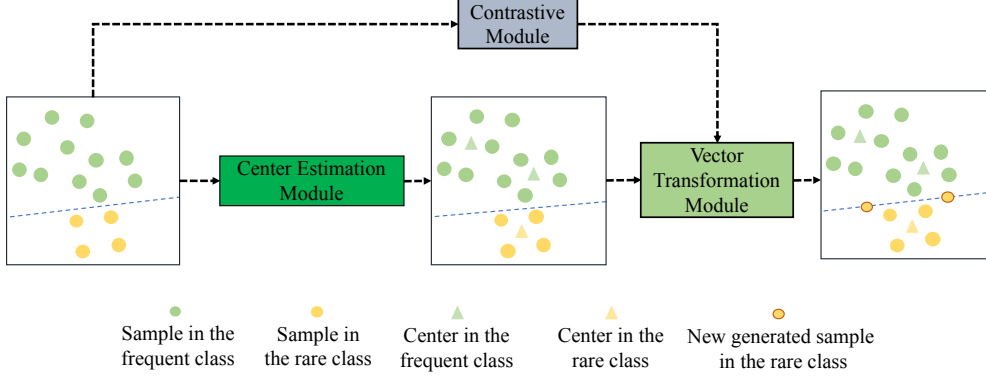 Contrastive
Module
Center Estimation
Module
Vector
Transformation
Module
Sample in the
frequent class
Sample in
the rare class
Center in the
frequent class
Center in the
rare class
New generated sample
in the rare class